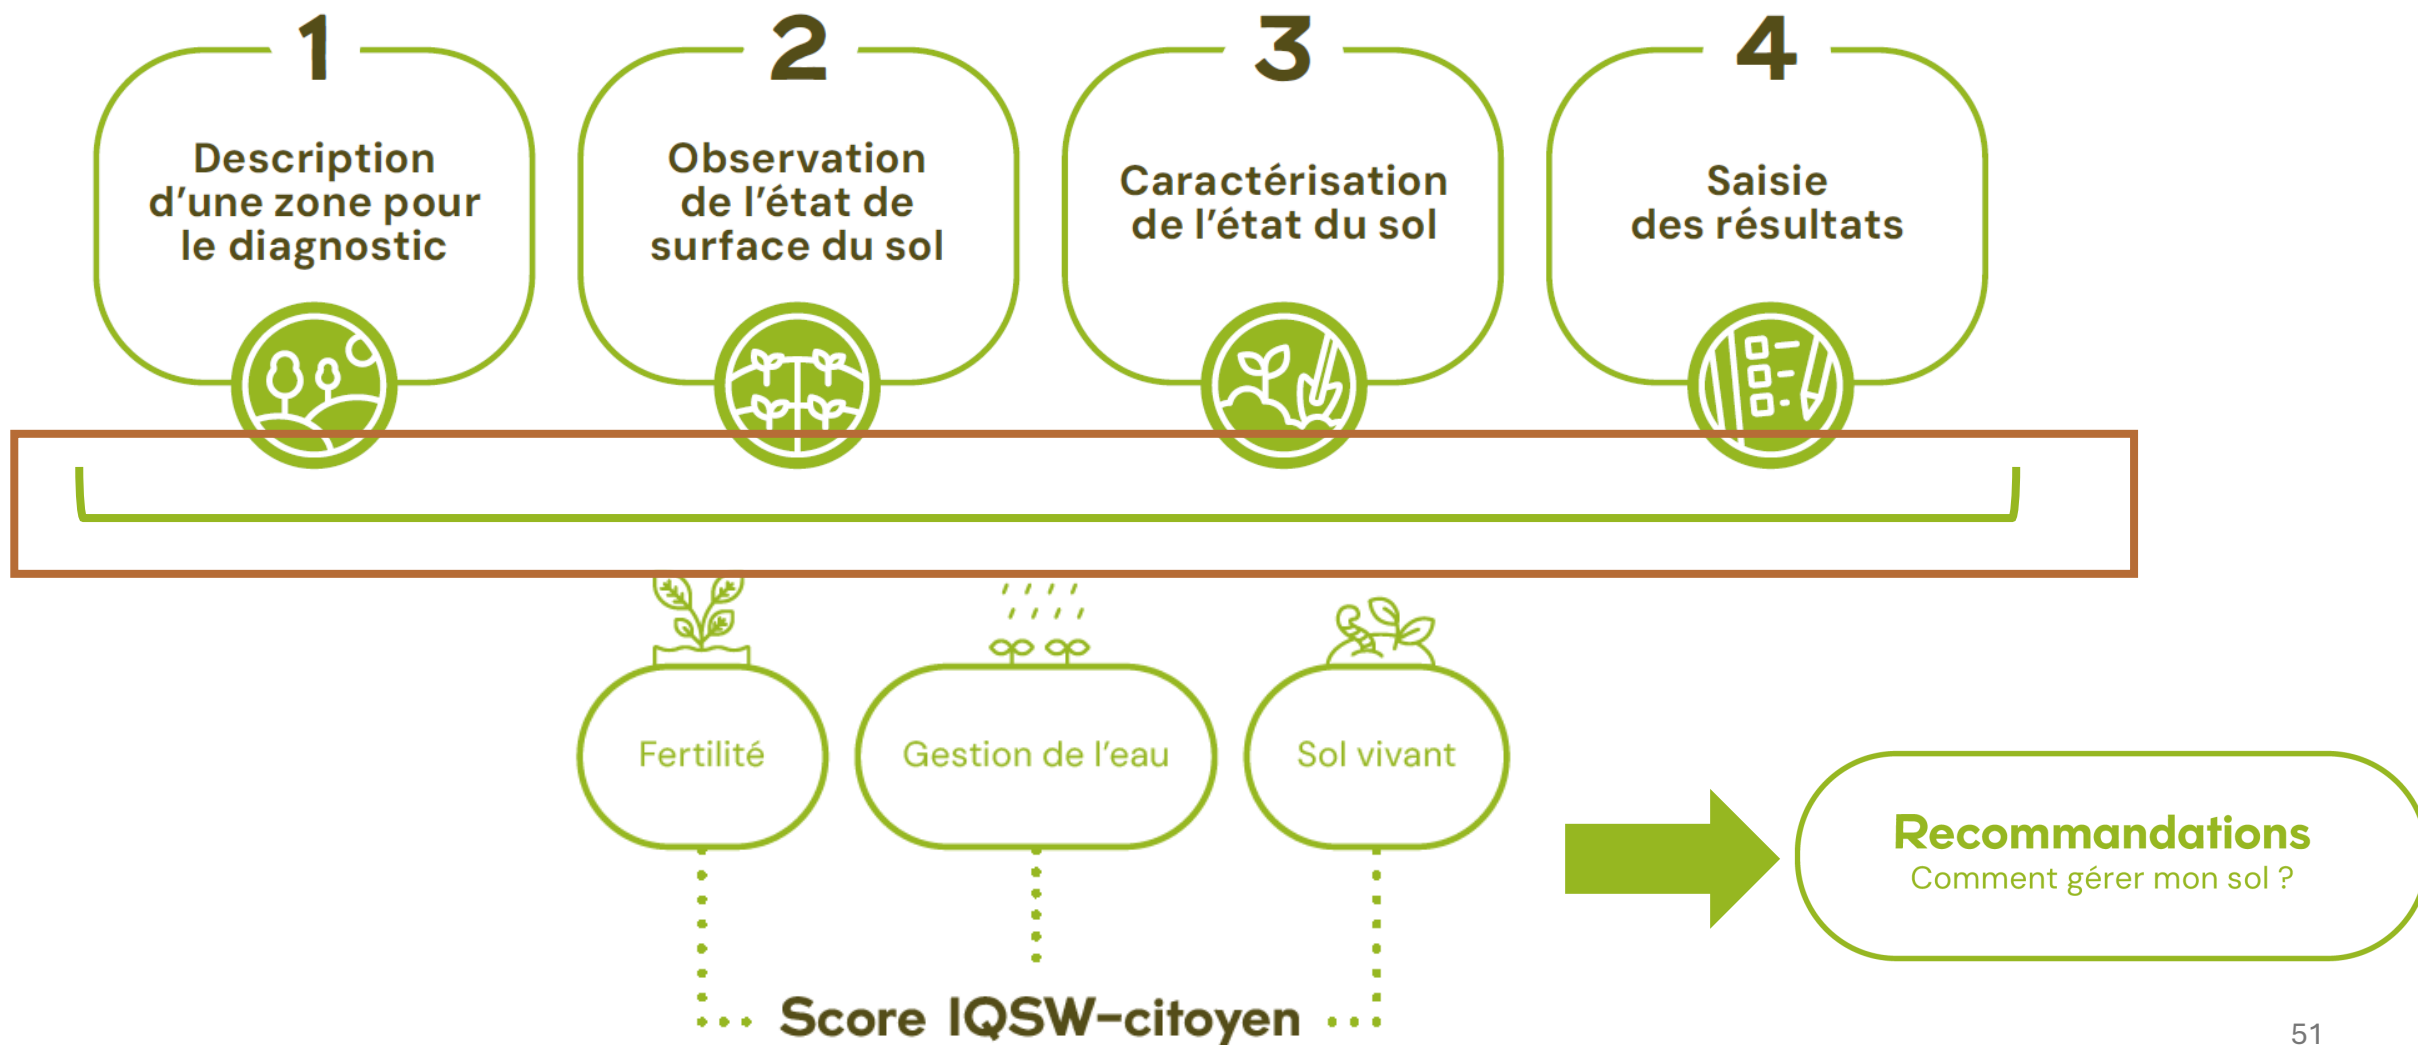 1
Description
d'une zone pour
le diagnostic
2
Observation
de l'état de
surface du sol
3
Caractérisation
de l'état du sol
4
Saisie
des résultats
Fertilité
Gestion de l'eau
Sol vivant
Score IQSW-citoyen
Recommandations
Comment gérer mon sol ?
51